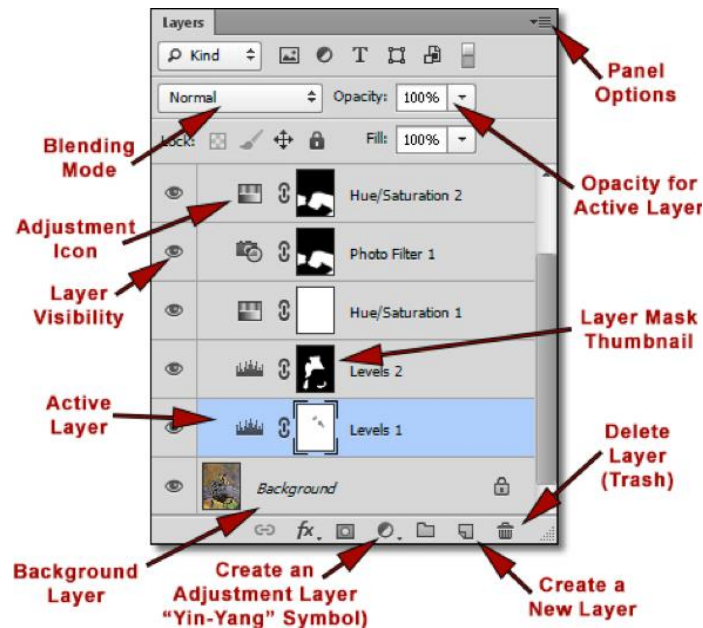 Layers
Kind
T
Panel
Options
Normal
Opacity: 100%
Blending
Mode
Lock:
Fill: 100%
Opacity for
Active Layer
Hue/Saturation 2
Adjustment
Icon
Photo Filter 1
Layer
Visibility
Hue/Saturation 1
Layer Mask
Thumbnail
Levels 2
Active
Layer
Levels 1
Delete
Layer
(Trash)
Background
fx
Background
Layer
Create an
Adjustment Layer
“Yin-Yang” Symbol)
Create a
New Layer